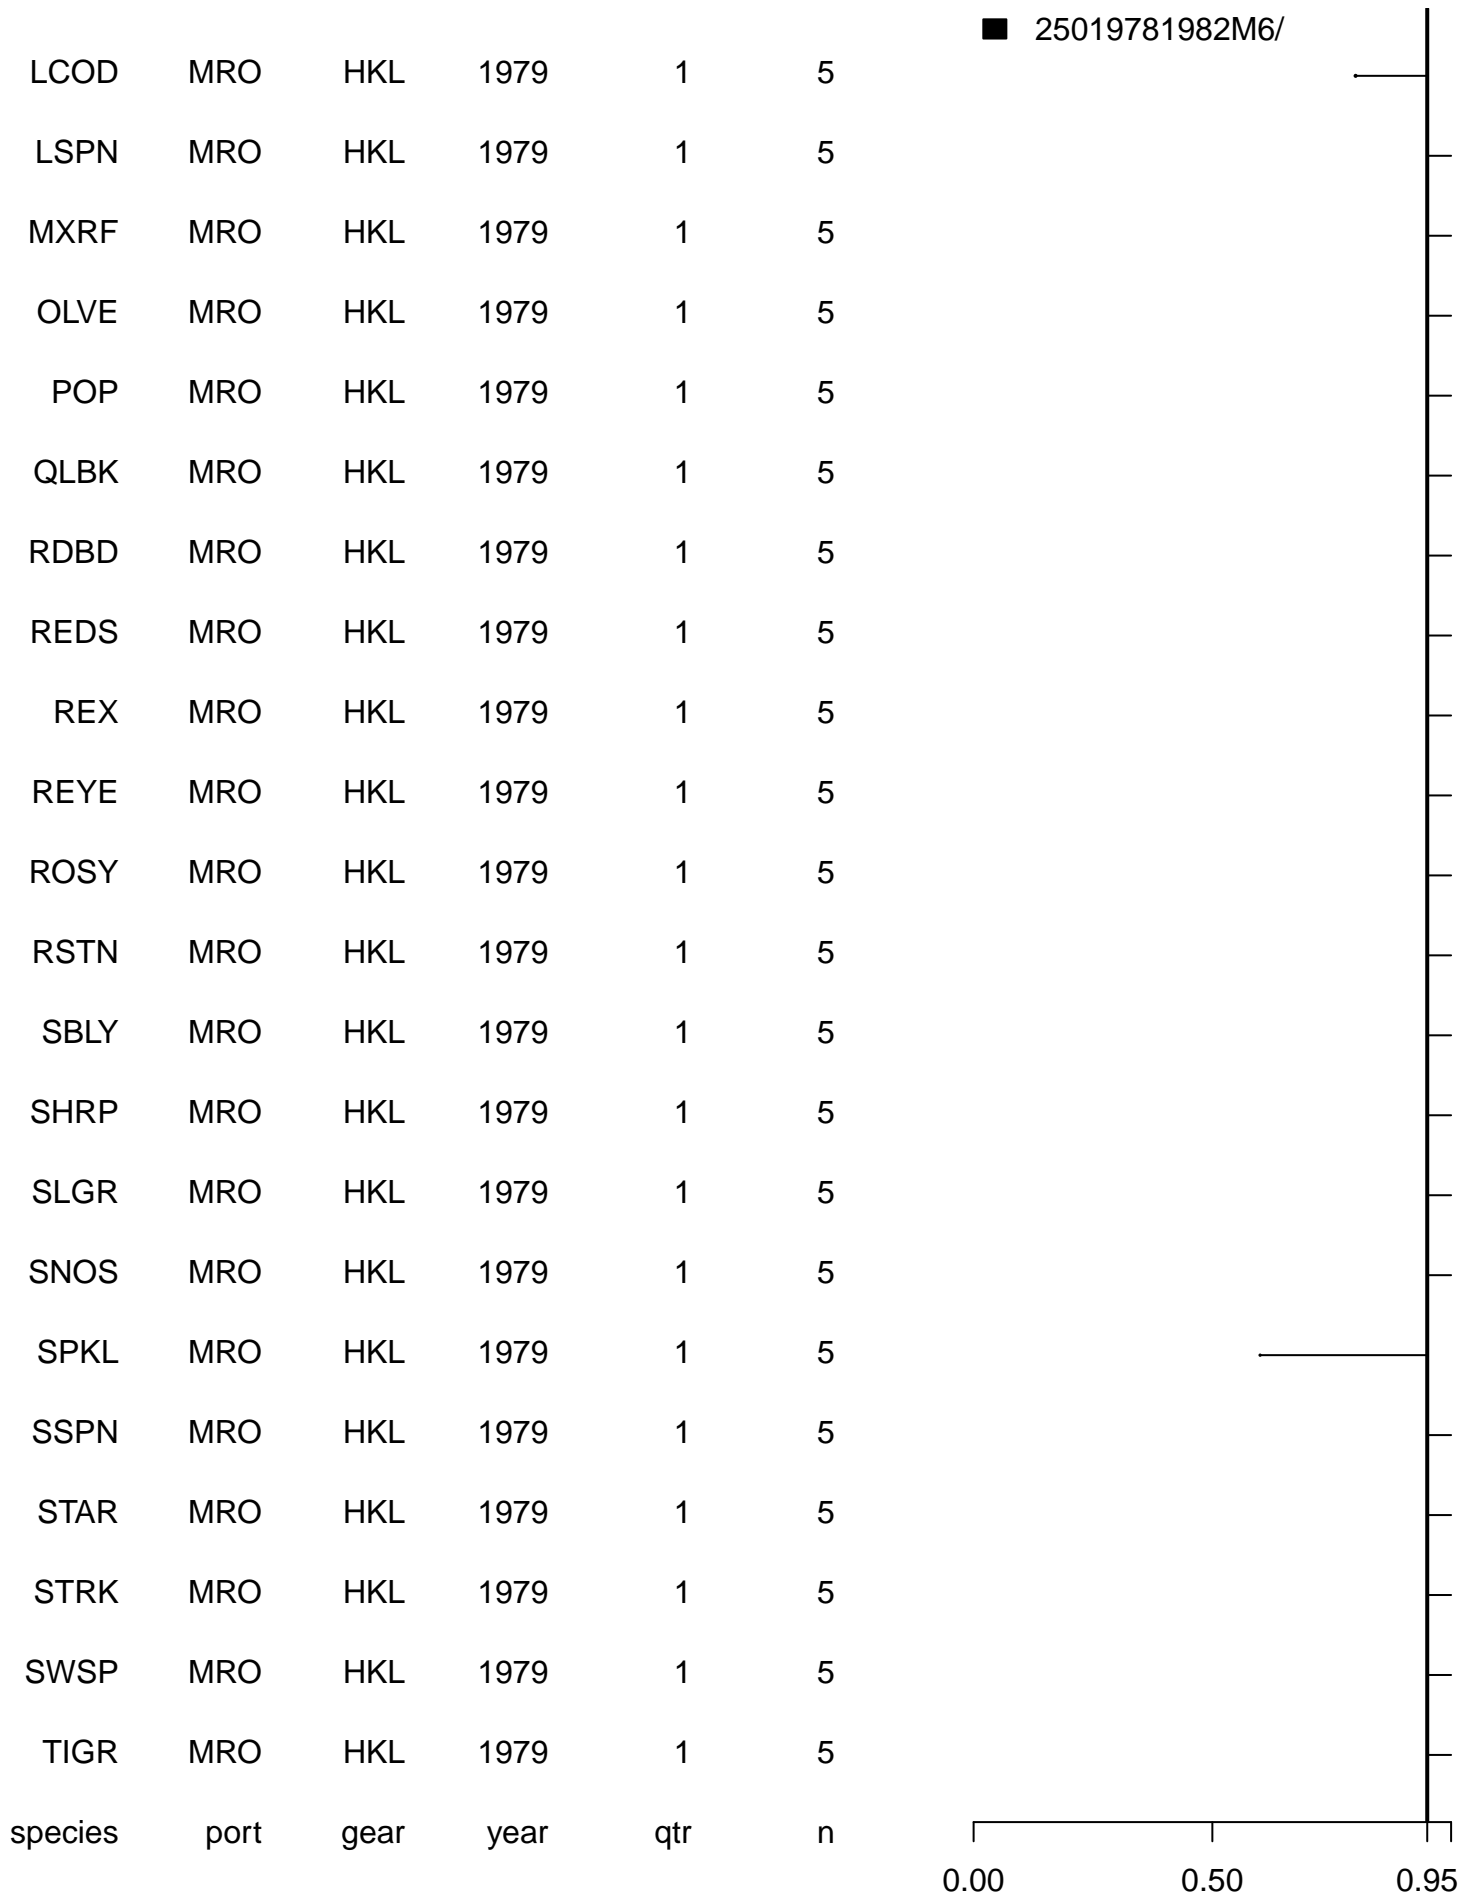 25019781982M6/
LCOD MRO HKL 1979 1 5
LSPN MRO HKL 1979 1 5
MXRF MRO HKL 1979 1 5
OLVE MRO HKL 1979 1 5
POP MRO HKL 1979 1 5
QLBK MRO HKL 1979 1 5
RDBD MRO HKL 1979 1 5
REDS MRO HKL 1979 1 5
REX MRO HKL 1979 1 5
REYE MRO HKL 1979 1 5
ROSY MRO HKL 1979 1 5
RSTN MRO HKL 1979 1 5
SBLY MRO HKL 1979 1 5
SHRP MRO HKL 1979 1 5
SLGR MRO HKL 1979 1 5
SNOS MRO HKL 1979 1 5
SPKL MRO HKL 1979 1 5
SSPN MRO HKL 1979 1 5
STAR MRO HKL 1979 1 5
STRK MRO HKL 1979 1 5
SWSP MRO HKL 1979 1 5
TIGR MRO HKL 1979 1 5
species port gear year qtr n
0.00 0.50 0.95